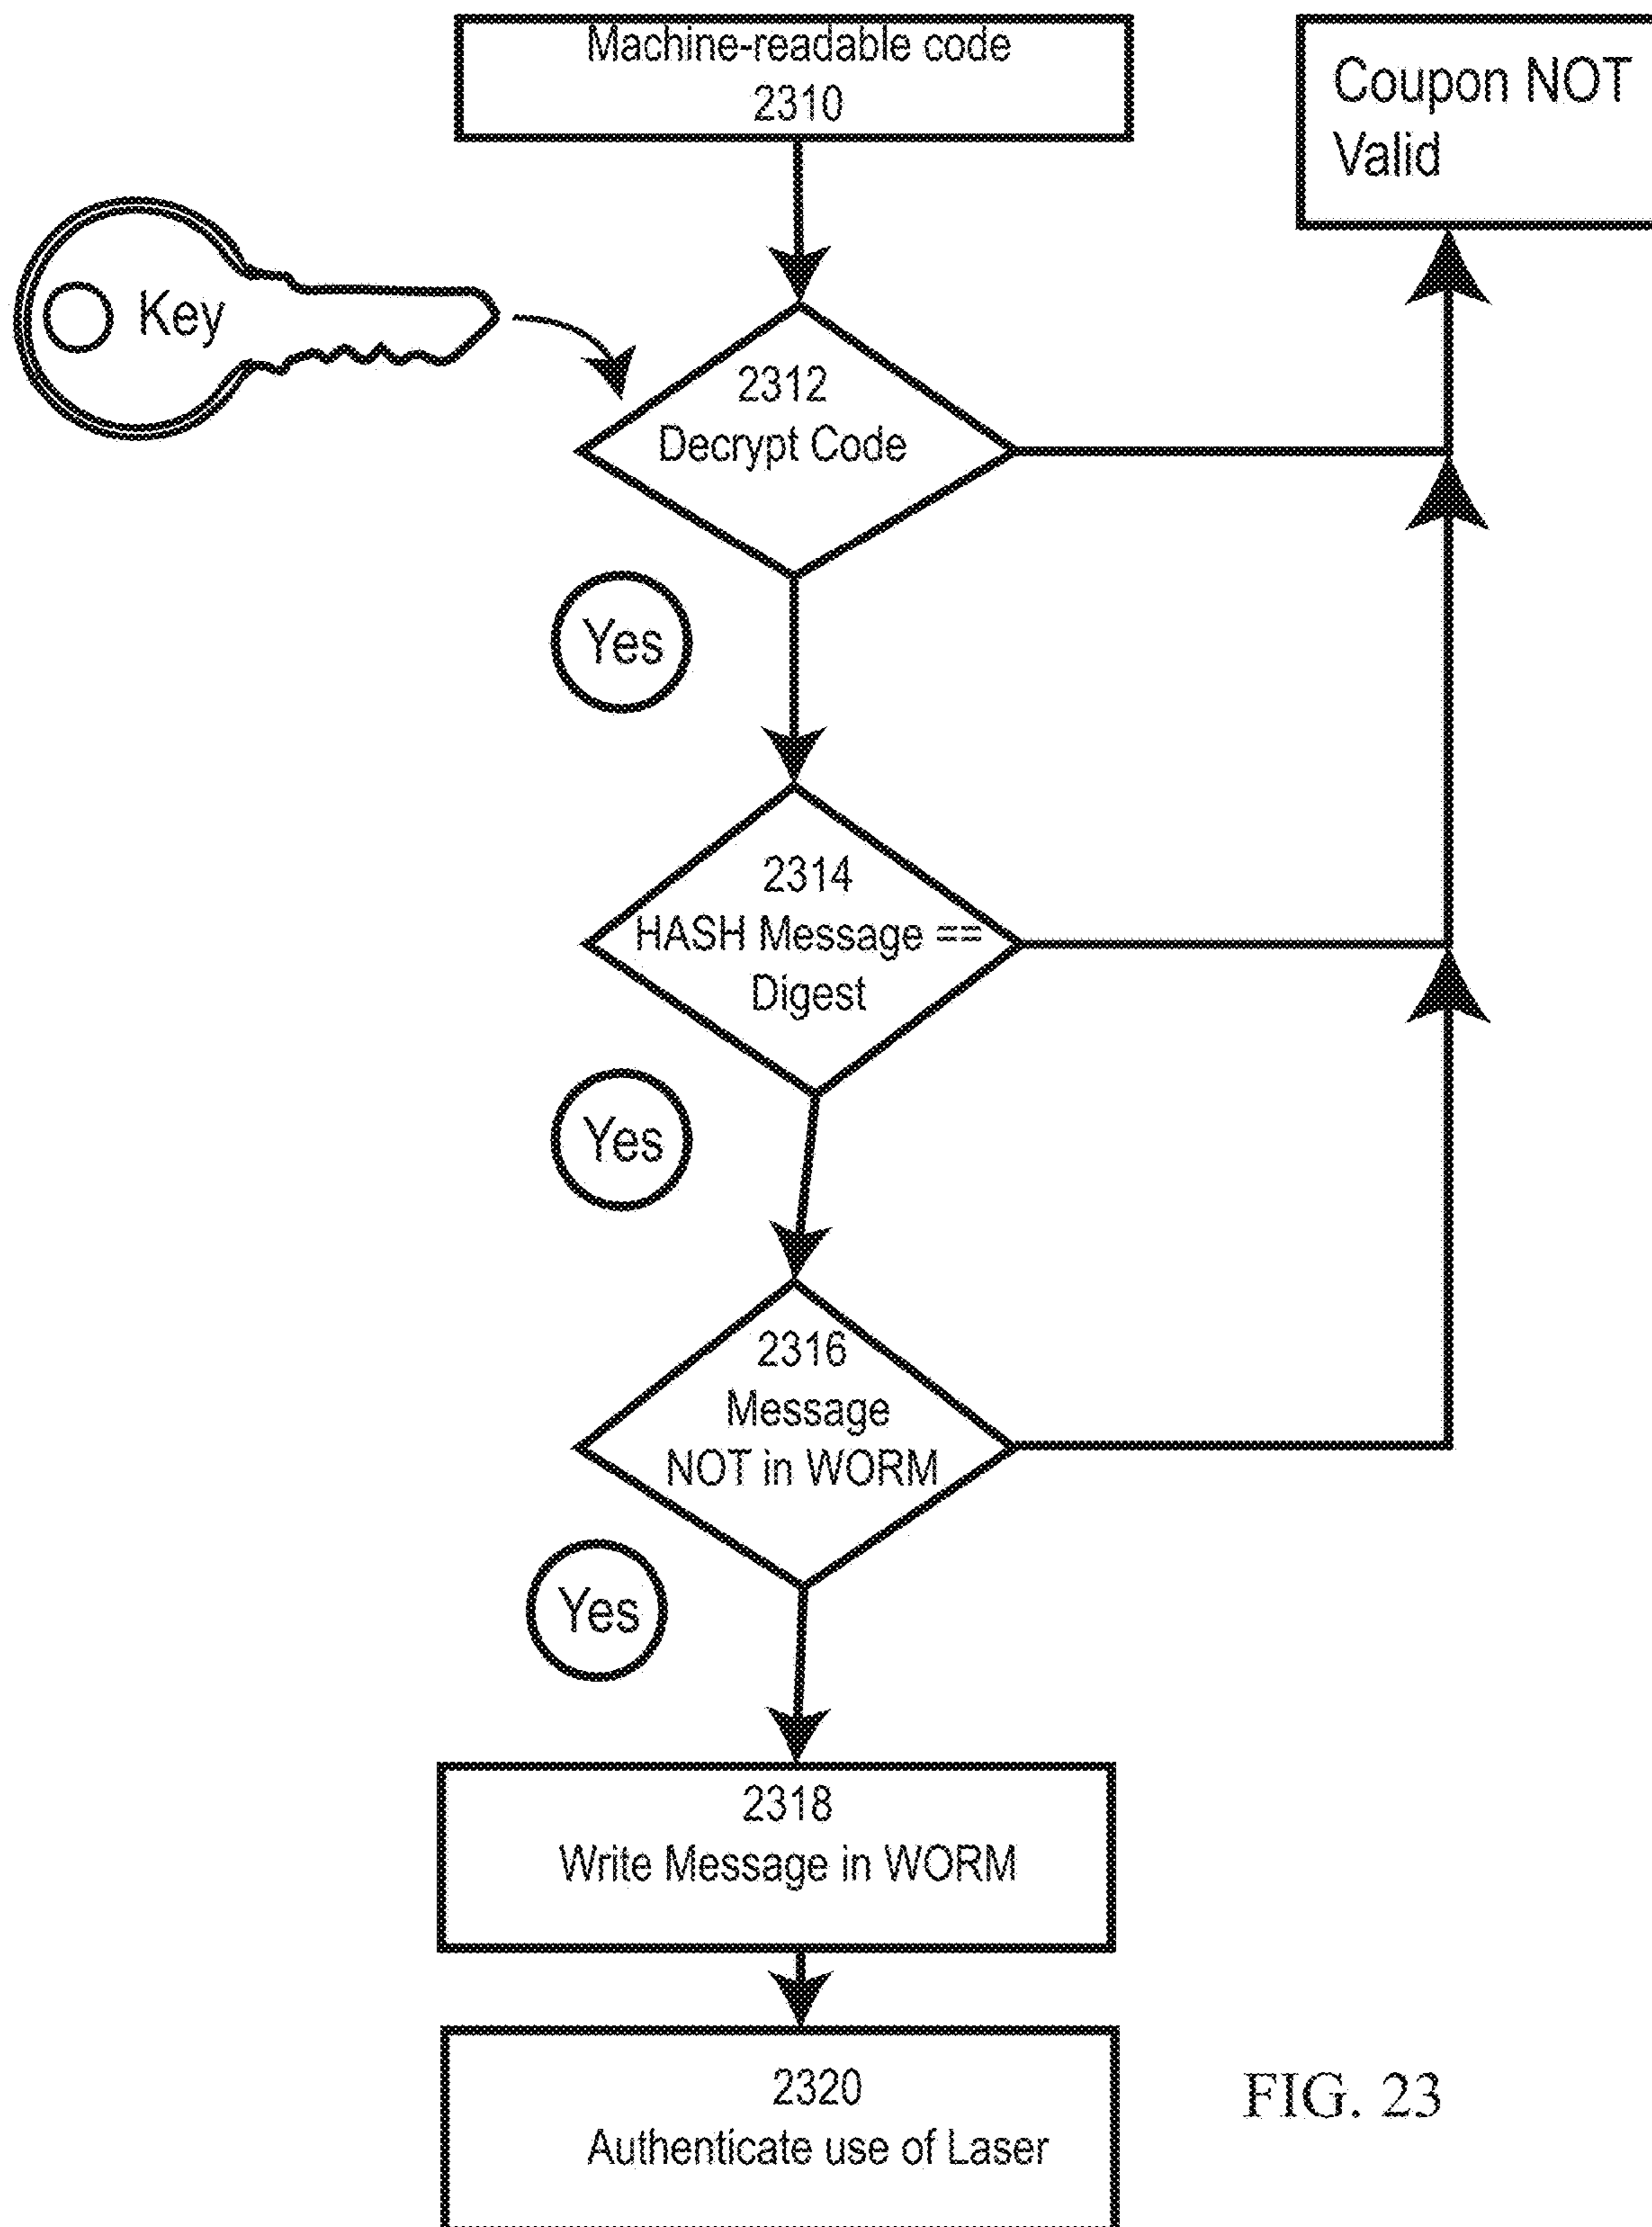 Machine-readable code
2310
Coupon NOT
Valid
Key
2312
Decrypt Code
Yes
2314
HASH Message ==
Digest
Yes
2316
Message
NOT in WORM
Yes
2318
Write Message in WORM
2320
Authenticate use of Laser
FIG. 23